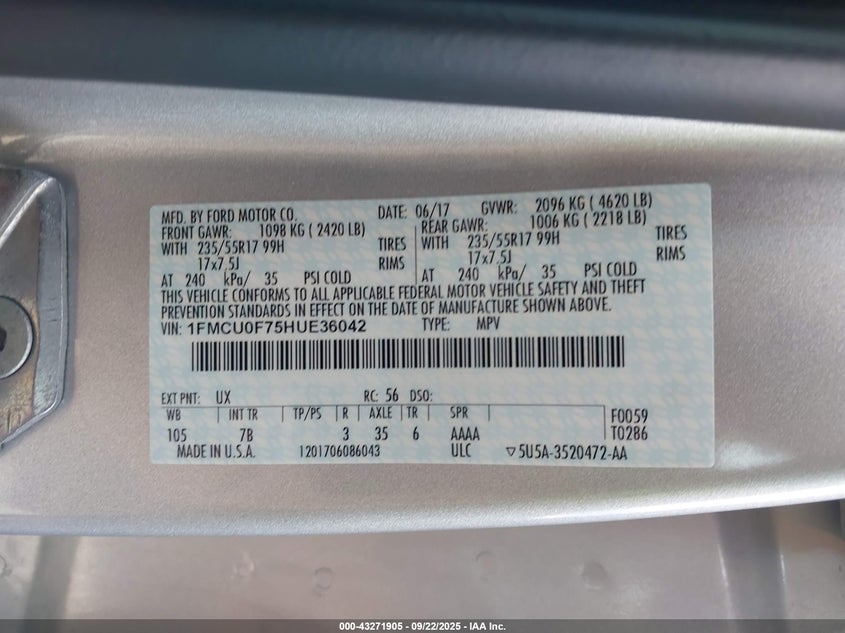 MFD. BY FORD MOTOR CO. DATE: 06/17 GVWR: 2096 KG ( 4620 LB)
FRONT GAWR: 1098 KG ( 2420 LB) REAR GAWR: 1006 KG ( 2218 LB)
WITH 235/55R17 99H TIRES WITH 235/55R17 99H TIRES
17x7.5J RIMS 17x7.5J RIMS
AT 240 kPa/ 35 PSI COLD AT 240 kPa/ 35 PSI COLD
THIS VEHICLE CONFORMS TO ALL APPLICABLE FEDERAL MOTOR VEHICLE SAFETY AND THEFT
PREVENTION STANDARDS IN EFFECT ON THE DATE OF MANUFACTURE SHOWN ABOVE.
VIN: 1FMCU0F75HUE36042 TYPE: MPV
EXT PNT: UX RC: 56 DSO:
WB INT TR TP/PS R AXLE TR SPR F0059
105 7B 3 35 6 AAAA T0286
MADE IN U.S.A. 1201706086043 ULC ▽5U5A-3520472-AA
000-43271905 - 09/22/2025 - IAA Inc.